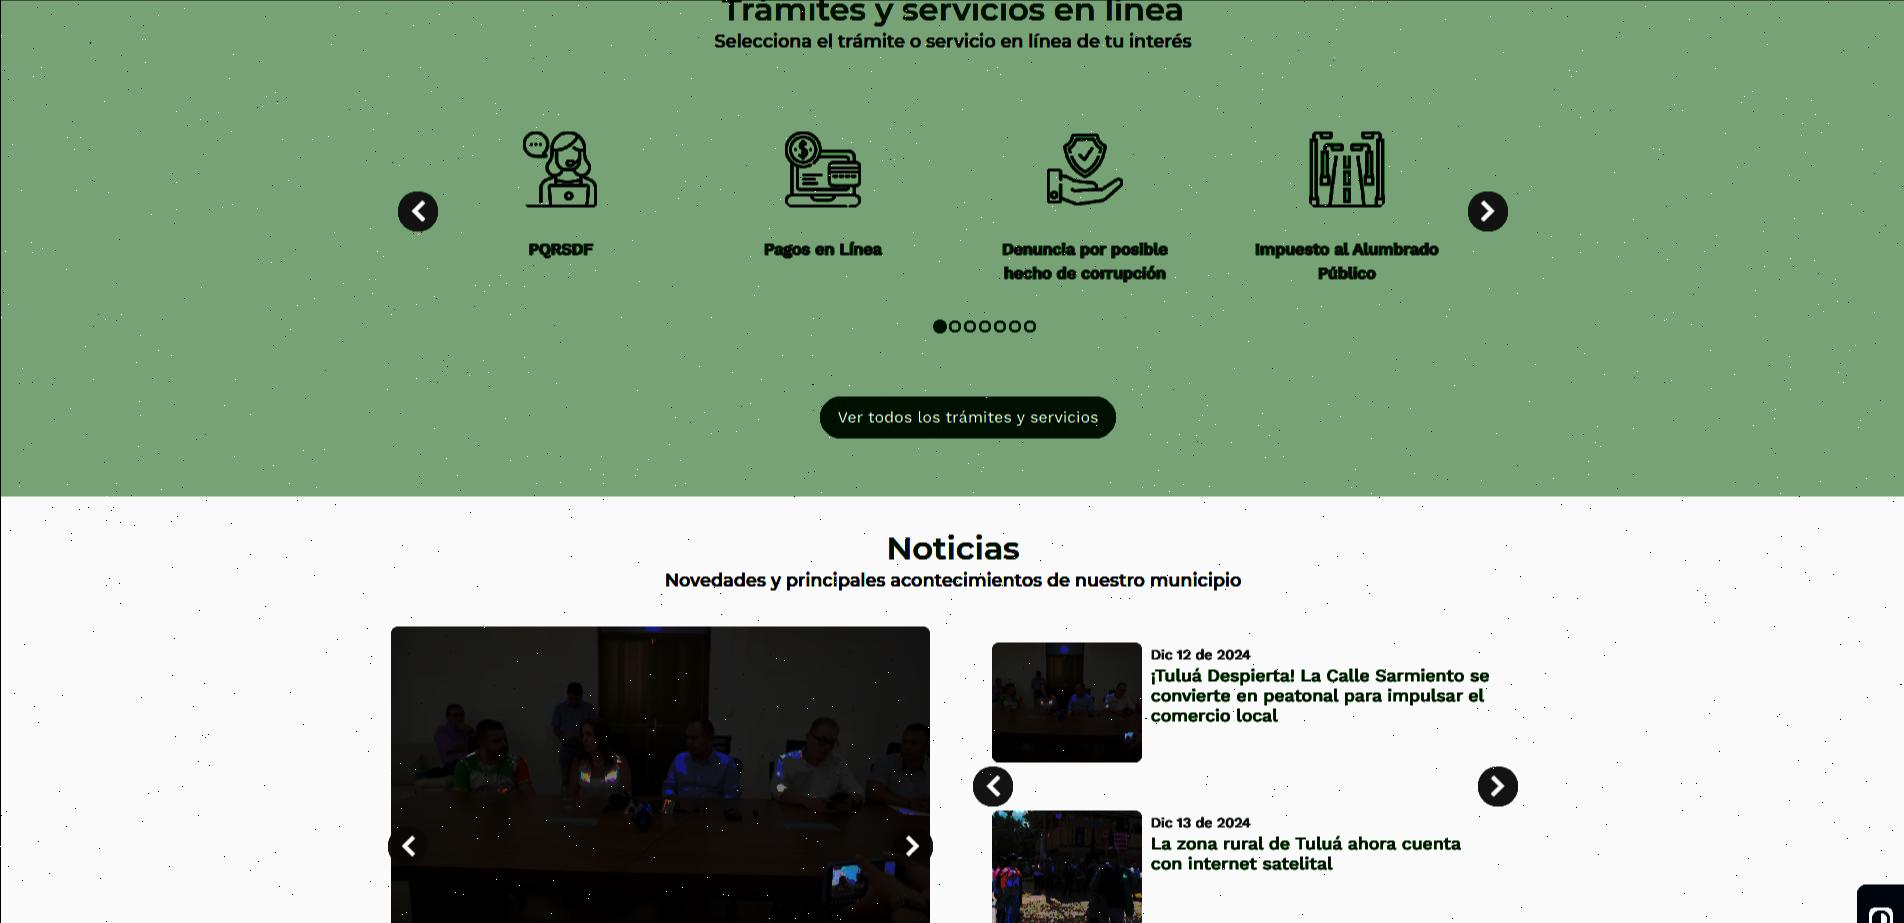 Trámites y servicios en línea
Selecciona el trámite o servicio en línea de tu interés
PQRSDF
Pagos en Línea
Denuncia por posible
hecho de corrupción
Impuesto al Alumbrado
Público
Ver todos los trámites y servicios
Noticias
Novedades y principales acontecimientos de nuestro municipio
Dic 12 de 2024
¡Tuluá Despierta! La Calle Sarmiento se
convierte en peatonal para impulsar el
comercio local
Dic 13 de 2024
La zona rural de Tuluá ahora cuenta
con internet satelital